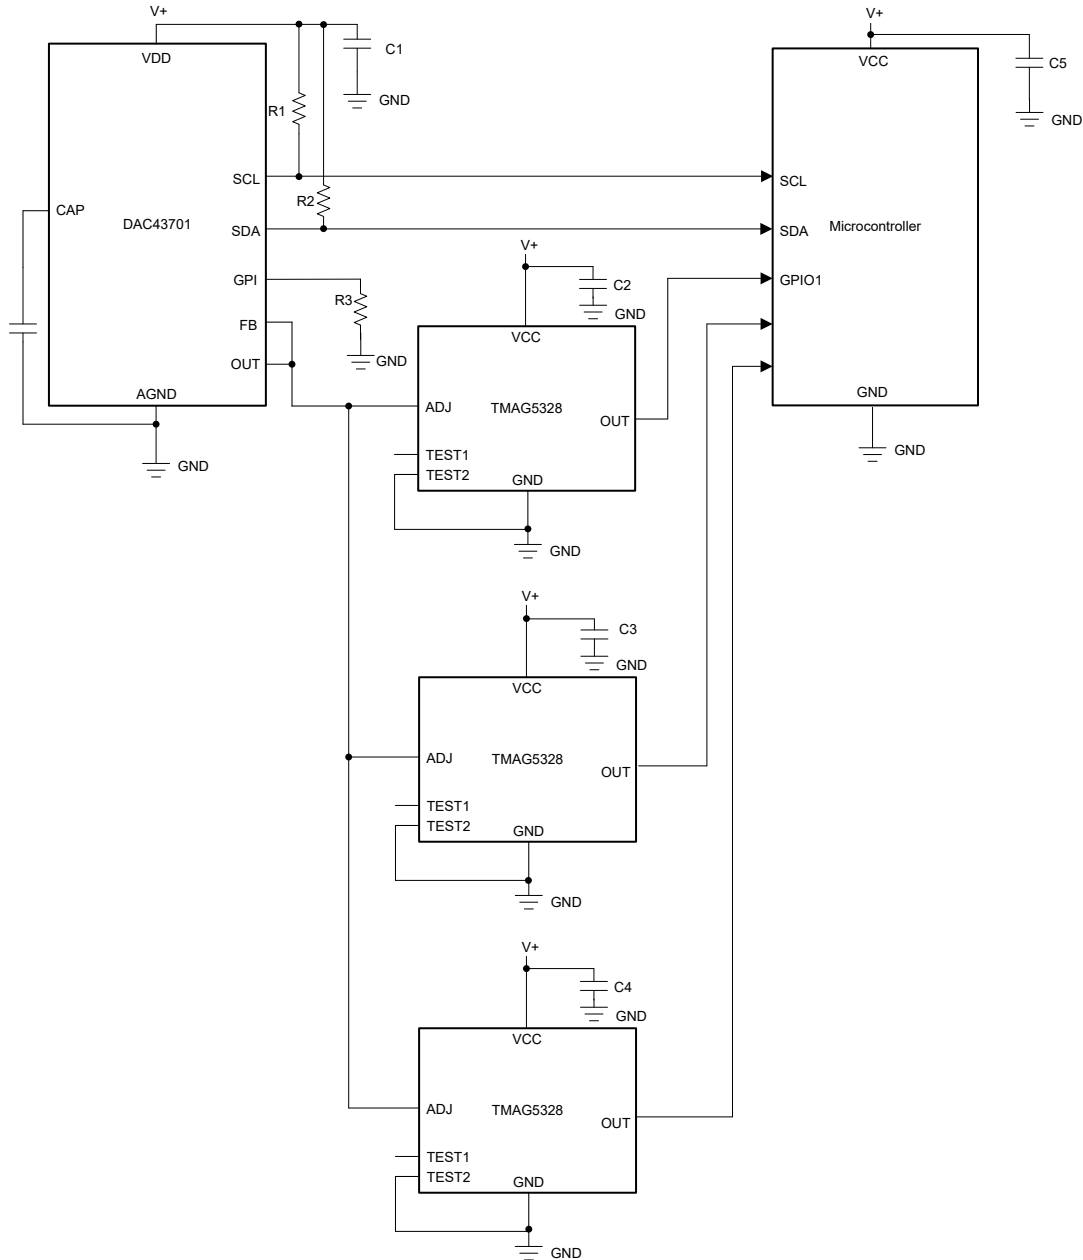 V+
V+
C1
VDD
VCC
C5
GND
GND
R1
SCL
SCL
R2
CAP
DAC43701
SDA
SDA
Microcontroller
V+
GPI
GPIO1
C2
R3
GND
FB
VCC
GND
OUT
AGND
GND
ADJ
TMAG5328
OUT
GND
TEST1
GND
TEST2
GND
GND
V+
C3
GND
VCC
ADJ
TMAG5328
OUT
TEST1
TEST2
GND
GND
V+
C4
GND
VCC
ADJ
TMAG5328
OUT
TEST1
TEST2
GND
GND